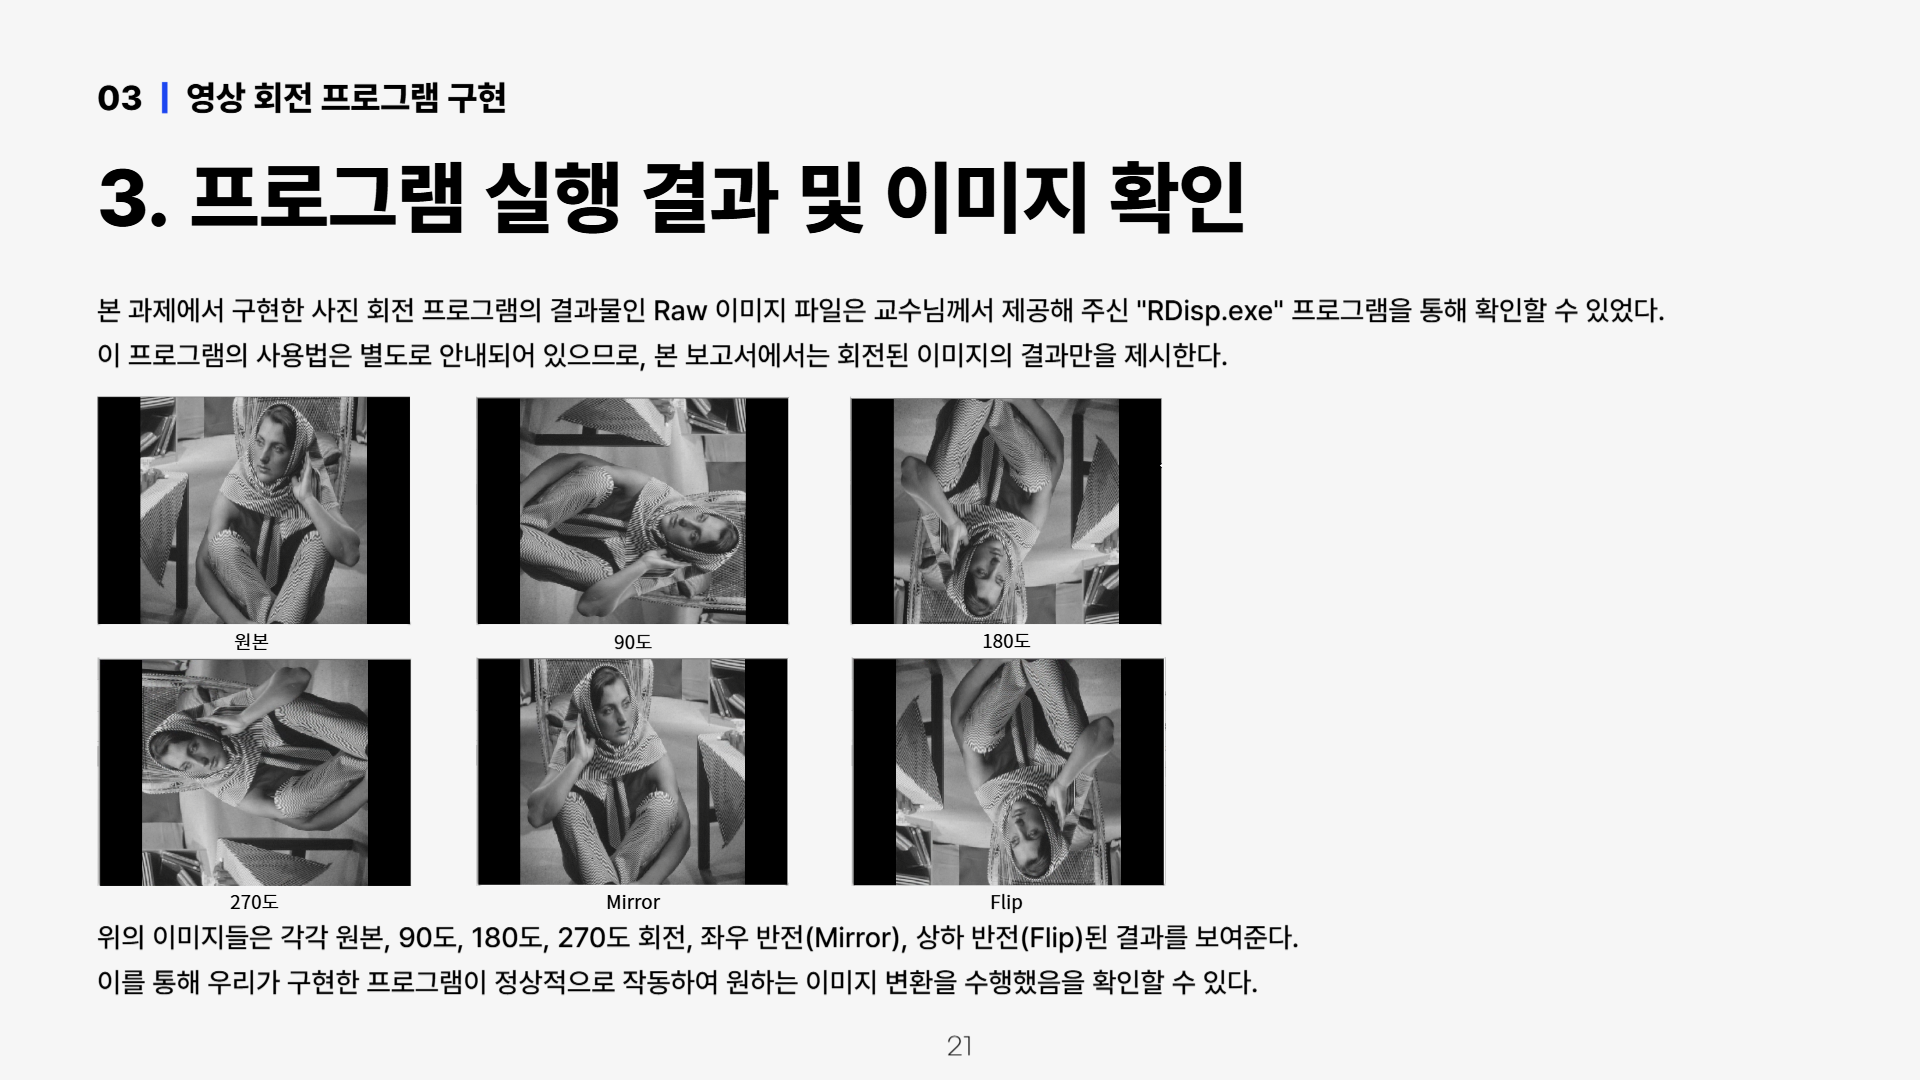 03 | 영상 회전 프로그램 구현
3. 프로그램 실행 결과 및 이미지 확인
본 과제에서 구현한 사진 회전 프로그램의 결과물인 Raw 이미지 파일은 교수님께서 제공해 주신 "RDisp.exe" 프로그램을 통해 확인할 수 있었다.
이 프로그램의 사용법은 별도로 안내되어 있으므로, 본 보고서에서는 회전된 이미지의 결과만을 제시한다.
원본
90도
180도
270도
Mirror
Flip
위의 이미지들은 각각 원본, 90도, 180도, 270도 회전, 좌우 반전(Mirror), 상하 반전(Flip)된 결과를 보여준다.
이를 통해 우리가 구현한 프로그램이 정상적으로 작동하여 원하는 이미지 변환을 수행했음을 확인할 수 있다.
21